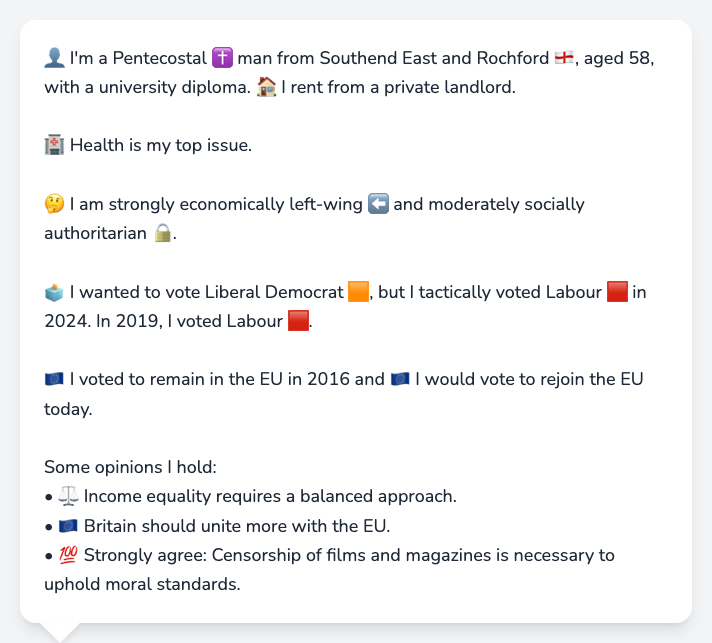 👤 I'm a Pentecostal ✝️ man from Southend East and Rochford 🏴󠁧󠁢󠁥󠁮󠁧󠁿, aged 58,
with a university diploma. 🏠 I rent from a private landlord.
🏥 Health is my top issue.
🤔 I am strongly economically left-wing ⬅️ and moderately socially
authoritarian 🔒.
🗳️ I wanted to vote Liberal Democrat 🟧, but I tactically voted Labour 🟥 in
2024. In 2019, I voted Labour 🟥.
🇪🇺 I voted to remain in the EU in 2016 and 🇪🇺 I would vote to rejoin the EU
today.
Some opinions I hold:
• ⚖️ Income equality requires a balanced approach.
• 🇪🇺 Britain should unite more with the EU.
• 💯 Strongly agree: Censorship of films and magazines is necessary to
uphold moral standards.